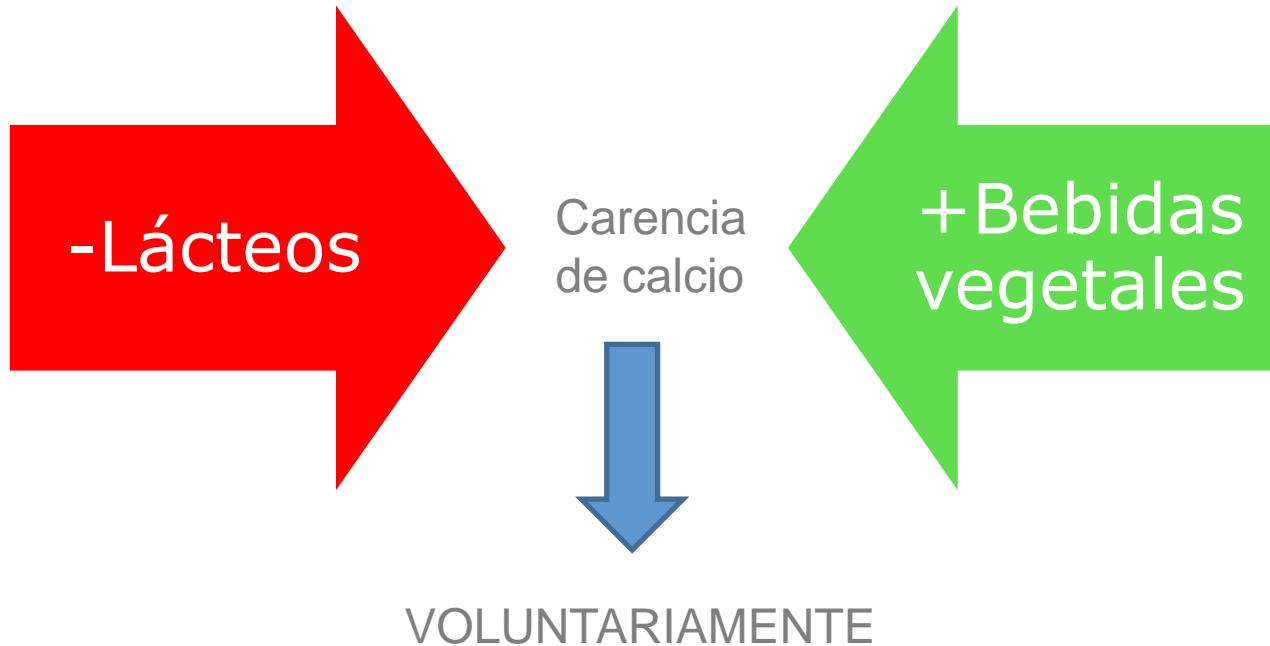 -Lácteos
Carencia
de calcio
+Bebidas
vegetales
VOLUNTARIAMENTE